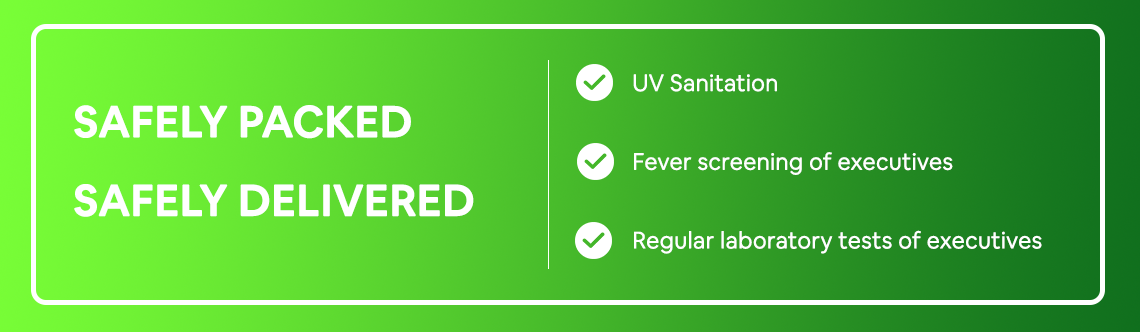 SAFELY PACKED
SAFELY DELIVERED
UV Sanitation
Fever screening of executives
Regular laboratory tests of executives